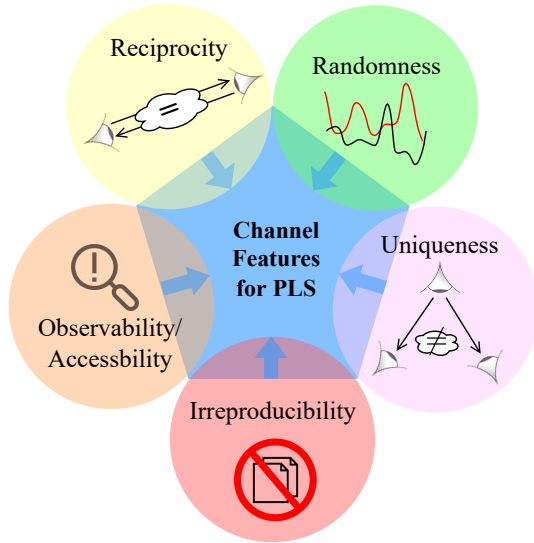 Reciprocity
Randomness
=
Channel
Features
for PLS
Uniqueness
≠
Observability/
Accessbility
!
Irreproducibility